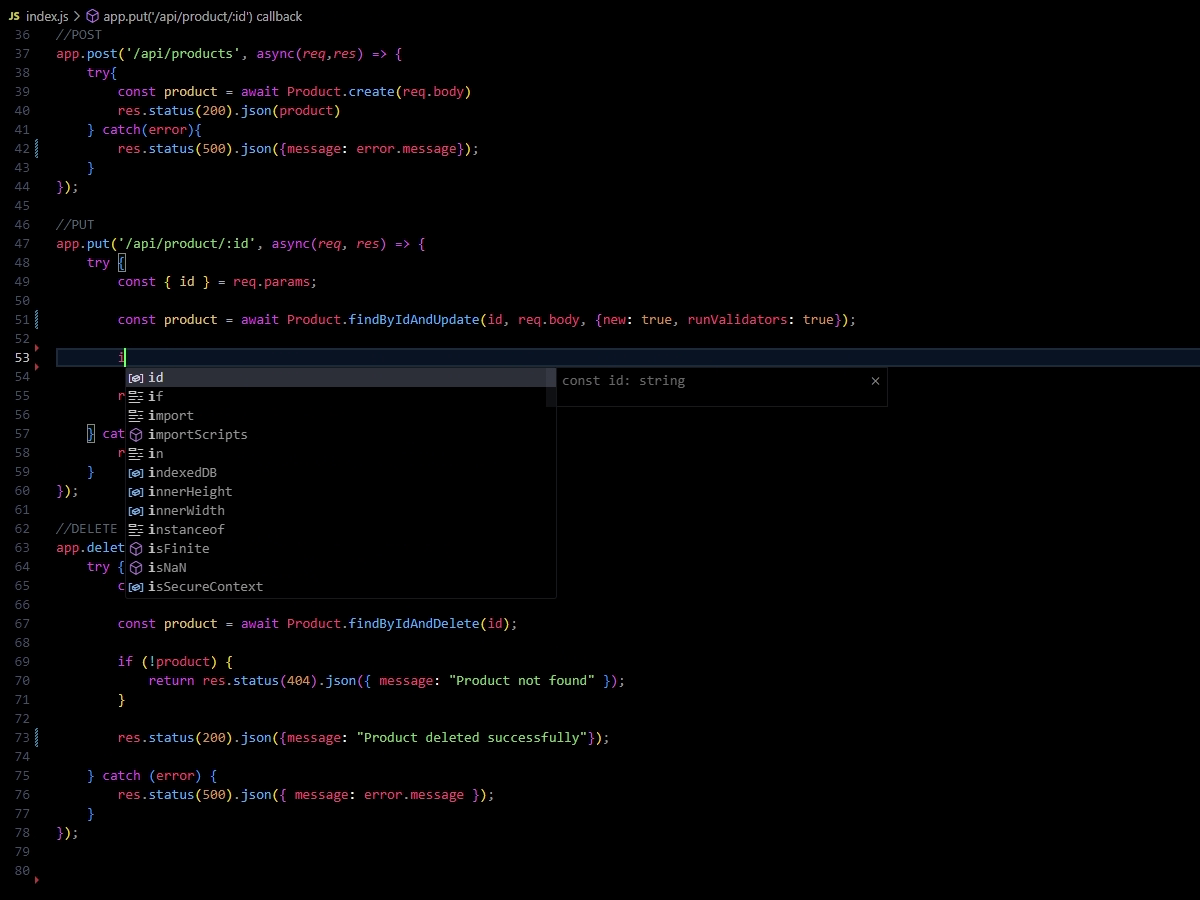 JS index.js > app.put('/api/product/:id') callback
36 //POST
37 app.post('/api/products', async(req,res) => {
38 try{
39 const product = await Product.create(req.body)
40 res.status(200).json(product)
41 } catch(error){
42 res.status(500).json({message: error.message});
43 }
44 });
45
46 //PUT
47 app.put('/api/product/:id', async(req, res) => {
48 try {
49 const { id } = req.params;
50
51 const product = await Product.findByIdAndUpdate(id, req.body, {new: true, runValidators: true});
52
53 i
54 id const id: string ×
55 r if
56 import
57 } cat importScripts
58 r in
59 } indexedDB
60 }); innerHeight
61 innerWidth
62 //DELETE instanceof
63 app.delet isFinite
64 try { isNaN
65 c isSecureContext
66
67 const product = await Product.findByIdAndDelete(id);
68
69 if (!product) {
70 return res.status(404).json({ message: "Product not found" });
71 }
72
73 res.status(200).json({message: "Product deleted successfully"});
74
75 } catch (error) {
76 res.status(500).json({ message: error.message });
77 }
78 });
79
80